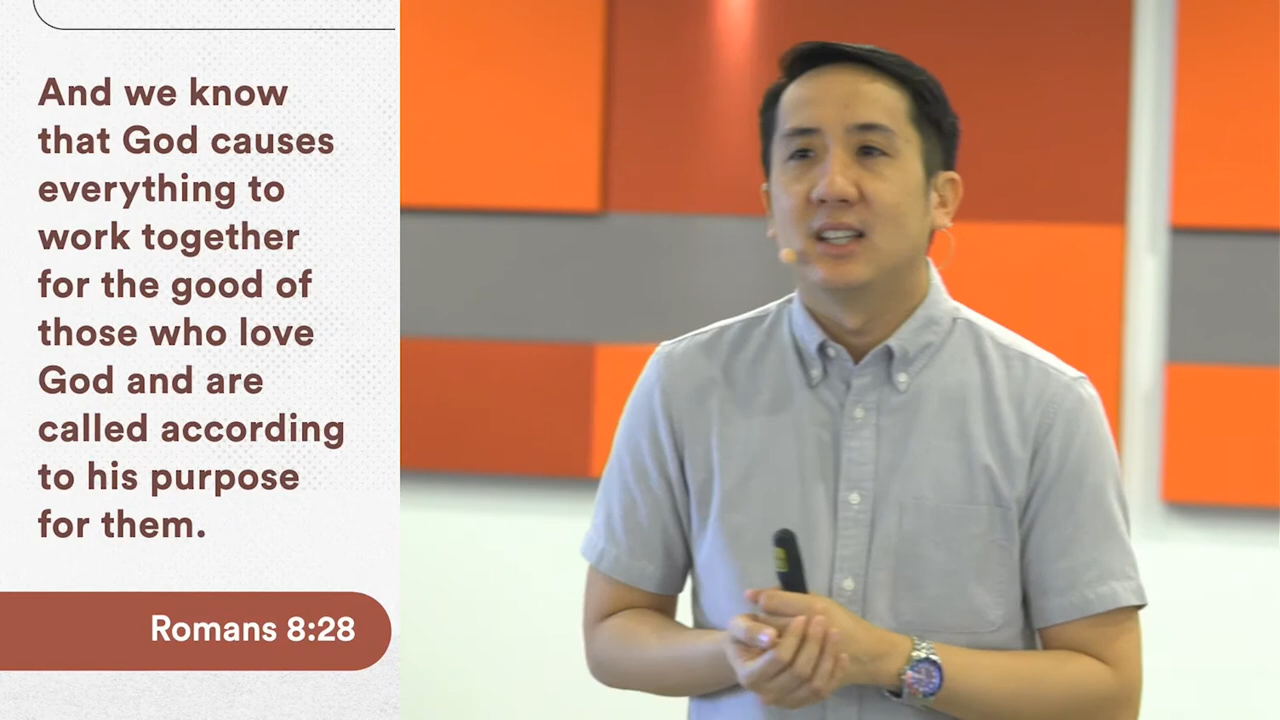 And we know
that God causes
everything to
work together
for the good of
those who love
God and are
called according
to his purpose
for them.
Romans 8:28